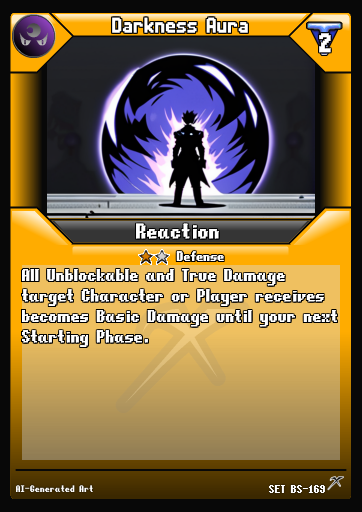 Darkness Aura
2
Reaction
Defense
All Unblockable and True Damage
target Character or Player receives
becomes Basic Damage until your next
Starting Phase.
AI-Generated Art
SET BS-169